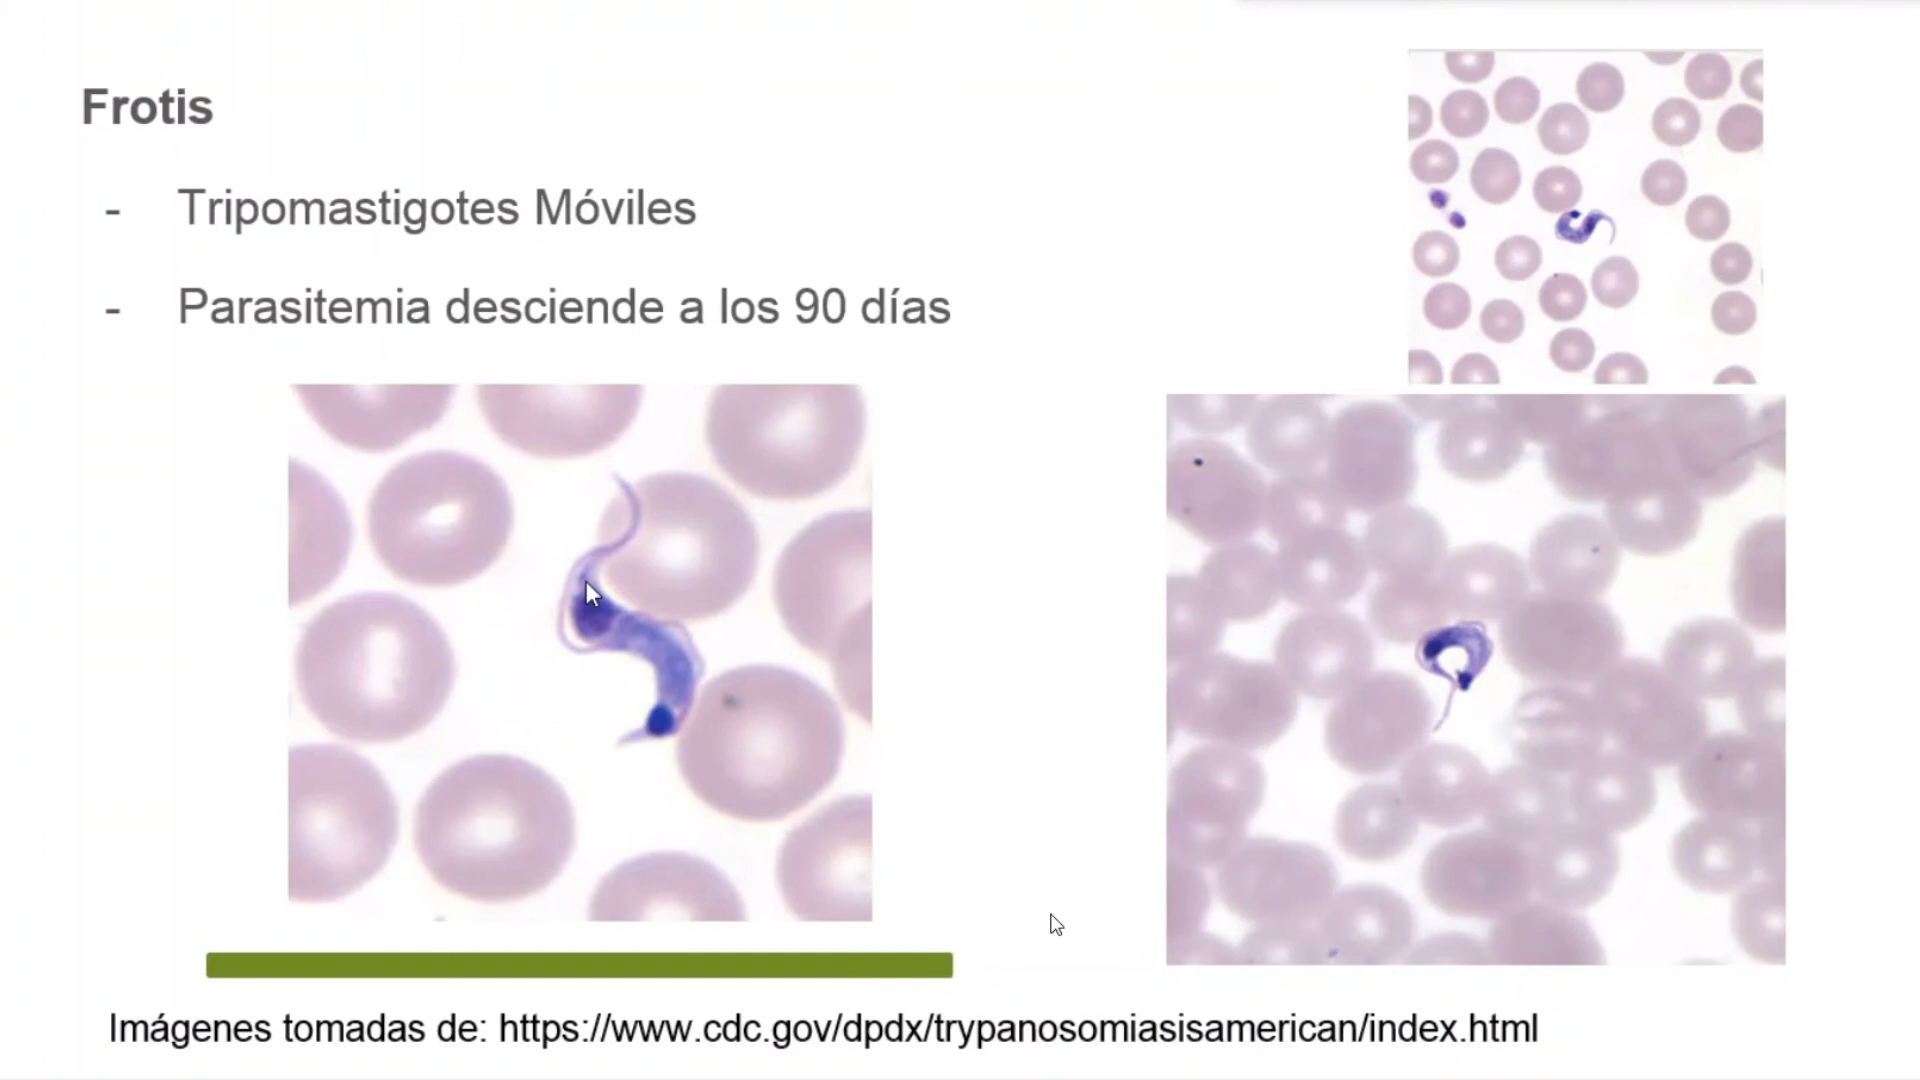 Frotis
- Tripomastigotes Móviles
- Parasitemia desciende a los 90 días
Imágenes tomadas de: https://www.cdc.gov/dpdx/trypanosomiasisamerican/index.html